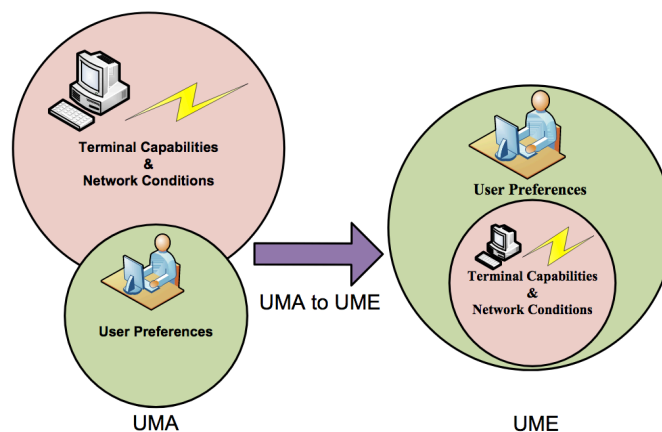 Terminal Capabilities
&
Network Conditions
User Preferences
UMA
UMA to UME
User Preferences
Terminal Capabilities
&
Network Conditions
UME